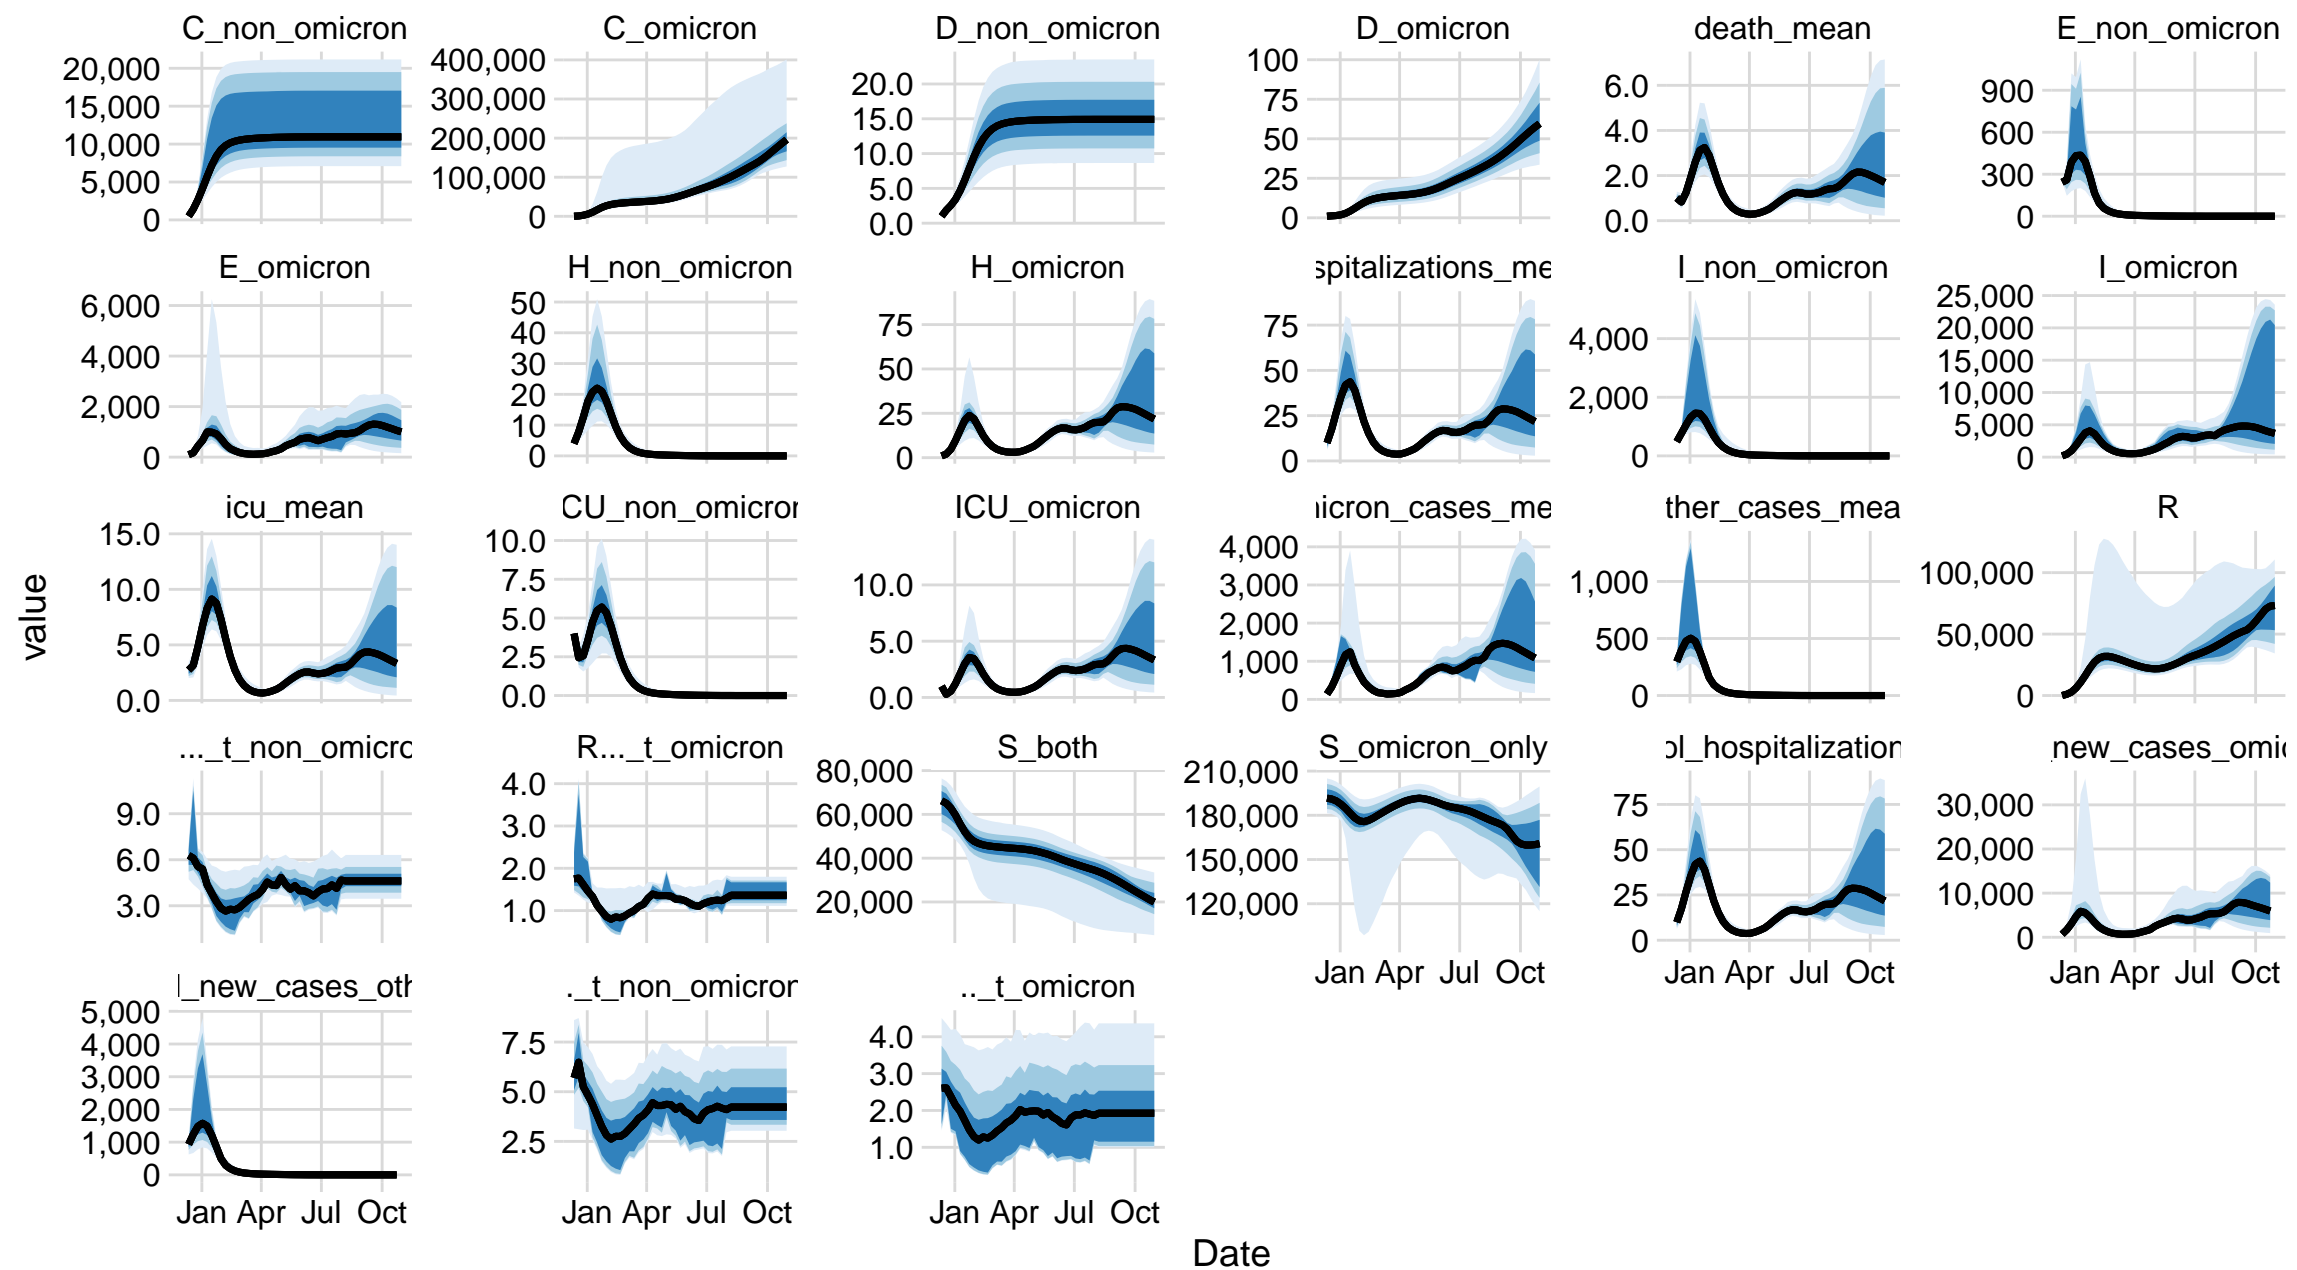 C_non_omicron C_omicron D_non_omicron D_omicron death_mean E_non_omicron
20,000 15,000 10,000 5,000 0
400,000 300,000 200,000 100,000 0
20.0 15.0 10.0 5.0 0.0
100 75 50 25 0
6.0 4.0 2.0 0.0
900 600 300 0
E_omicron H_non_omicron H_omicron spitalizations_me I_non_omicron I_omicron
6,000 4,000 2,000 0
50 40 30 20 10 0
75 50 25 0
75 50 25 0
4,000 2,000 0
25,000 20,000 15,000 10,000 5,000 0
icu_mean CU_non_omicror ICU_omicron nicron_cases_me ther_cases_mea R
15.0 10.0 5.0 0.0
10.0 7.5 5.0 2.5 0.0
10.0 5.0 0.0
4,000 3,000 2,000 1,000 0
1,000 500 0
100,000 50,000 0
value
..._t_non_omicro R..._t_omicron S_both S_omicron_only ol_hospitalization _new_cases_omic
9.0 6.0 3.0
4.0 3.0 2.0 1.0
80,000 60,000 40,000 20,000
210,000 180,000 150,000 120,000
75 50 25 0
30,000 20,000 10,000 0
Jan Apr Jul Oct Jan Apr Jul Oct Jan Apr Jul Oct
l_new_cases_oth ._t_non_omicron .._t_omicron
5,000 4,000 3,000 2,000 1,000 0
7.5 5.0 2.5
4.0 3.0 2.0 1.0
Jan Apr Jul Oct Jan Apr Jul Oct Jan Apr Jul Oct
Date